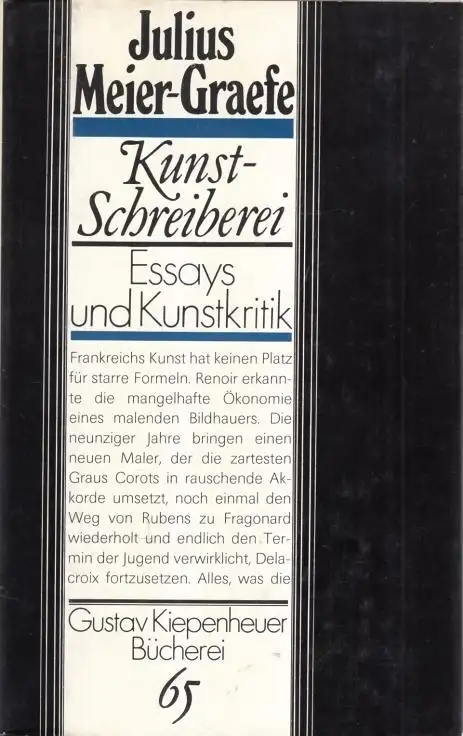 Julius
Meier-Graefe
Kunst-
Schreiberei
Essays
und Kunstkritik
Frankreichs Kunst hat keinen Platz
für starre Formeln. Renoir erkann-
te die mangelhafte Ökonomie
eines malenden Bildhauers. Die
neunziger Jahre bringen einen
neuen Maler, der die zartesten
Graus Corots in rauschende Ak-
korde umsetzt, noch einmal den
Weg von Rubens zu Fragonard
wiederholt und endlich den Ter-
min der Jugend verwirklicht, Dela-
croix fortzusetzen. Alles, was die
Gustav Kiepenheuer
Bücherei
65